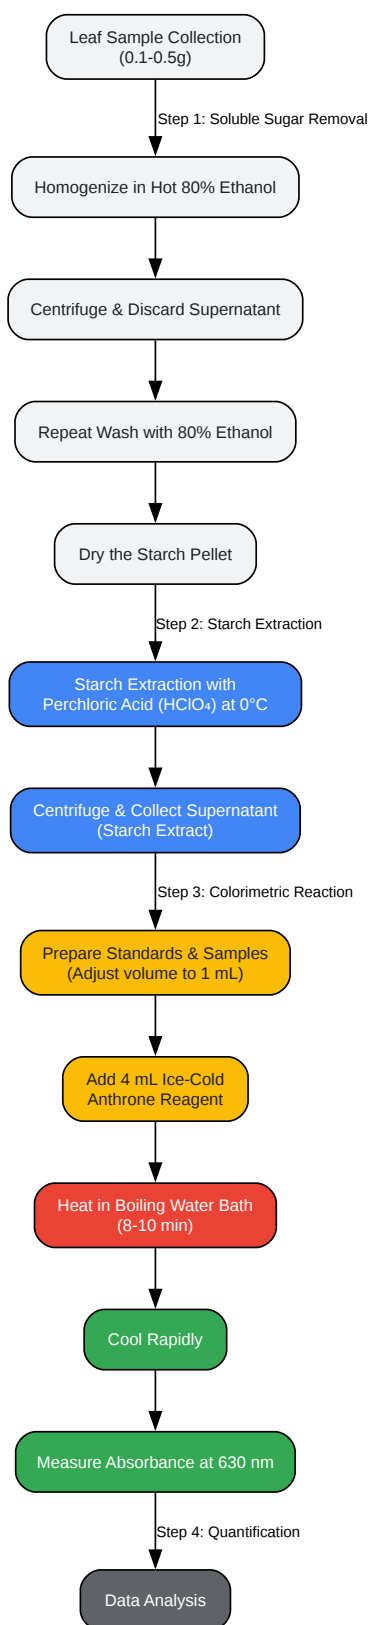 Leaf Sample Collection
(0.1-0.5g)
Step 1: Soluble Sugar Removal
Homogenize in Hot 80% Ethanol
Centrifuge & Discard Supernatant
Repeat Wash with 80% Ethanol
Dry the Starch Pellet
Step 2: Starch Extraction
Starch Extraction with
Perchloric Acid (HClO₄) at 0°C
Centrifuge & Collect Supernatant
(Starch Extract)
Step 3: Colorimetric Reaction
Prepare Standards & Samples
(Adjust volume to 1 mL)
Add 4 mL Ice-Cold
Anthrone Reagent
Heat in Boiling Water Bath
(8-10 min)
Cool Rapidly
Measure Absorbance at 630 nm
Step 4: Quantification
Data Analysis